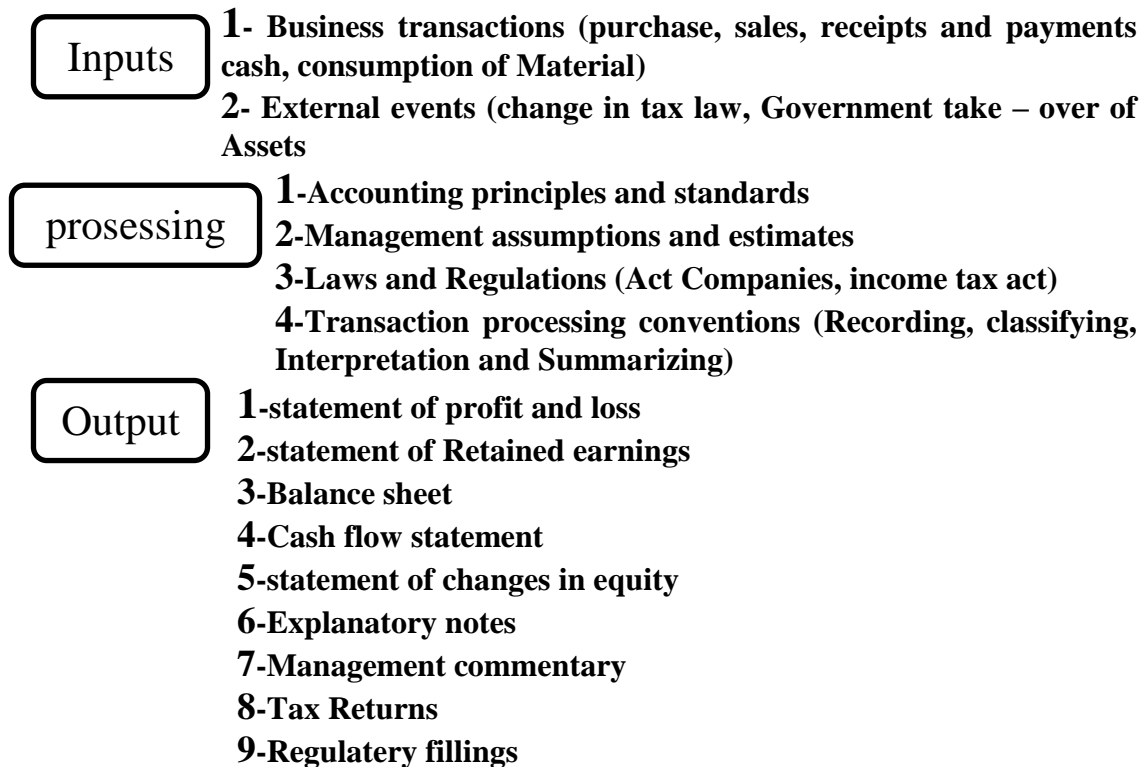 Inputs
1- Business transactions (purchase, sales, receipts and payments
cash, consumption of Material)
2- External events (change in tax law, Government take – over of
Assets
prosessing
1-Accounting principles and standards
2-Management assumptions and estimates
3-Laws and Regulations (Act Companies, income tax act)
4-Transaction processing conventions (Recording, classifying,
Interpretation and Summarizing)
Output
1-statement of profit and loss
2-statement of Retained earnings
3-Balance sheet
4-Cash flow statement
5-statement of changes in equity
6-Explanatory notes
7-Management commentary
8-Tax Returns
9-Regulatery fillings